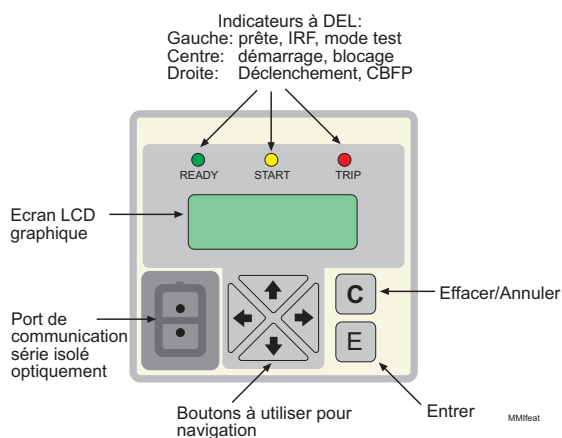 Indicateurs à DEL:
Gauche: prête, IRF, mode test
Centre: démarrage, blocage
Droite: Déclenchement, CBFP
READY START TRIP
Ecran LCD
graphique
C
Effacer/Annuler
Port de
communication
série isolé
optiquement
E
Boutons à utiliser pour
navigation
Entrer
MMIfeat